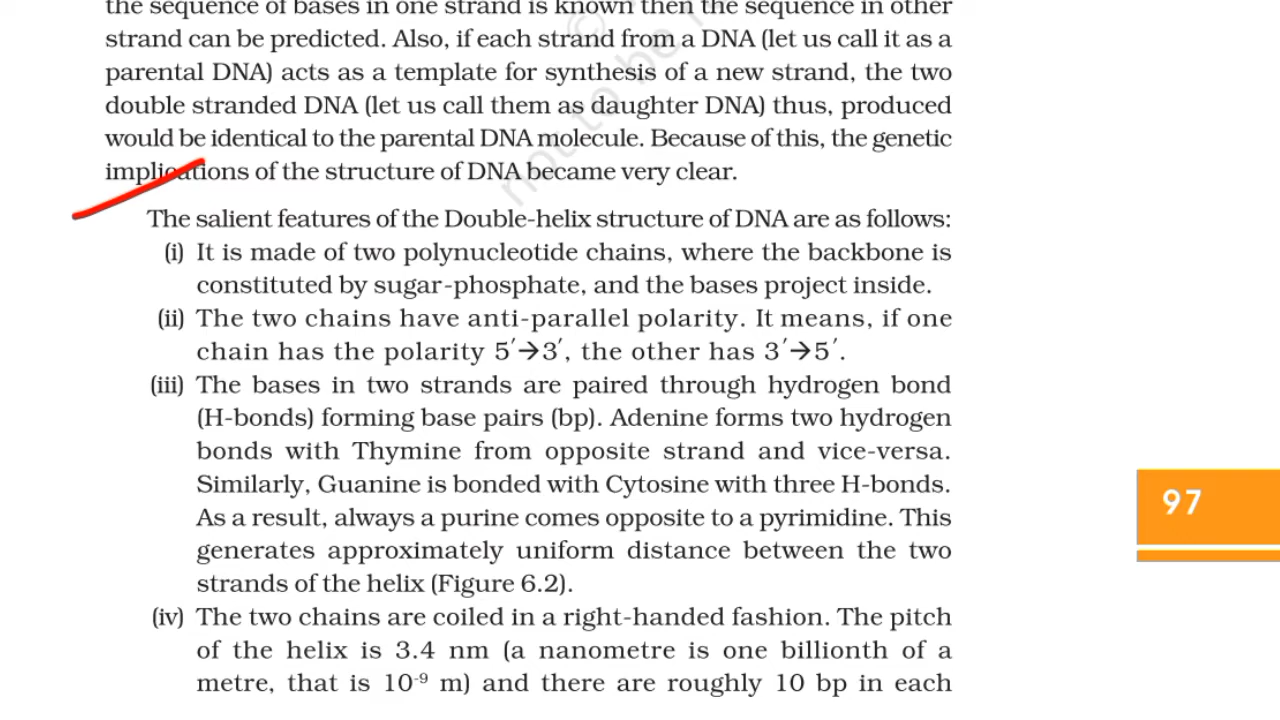 the sequence of bases in one strand is known then the sequence in other
strand can be predicted. Also, if each strand from a DNA (let us call it as a
parental DNA) acts as a template for synthesis of a new strand, the two
double stranded DNA (let us call them as daughter DNA) thus, produced
would be identical to the parental DNA molecule. Because of this, the genetic
implications of the structure of DNA became very clear.
The salient features of the Double-helix structure of DNA are as follows:
(i) It is made of two polynucleotide chains, where the backbone is
constituted by sugar-phosphate, and the bases project inside.
(ii) The two chains have anti-parallel polarity. It means, if one
chain has the polarity 5′→3′, the other has 3′→5′.
(iii) The bases in two strands are paired through hydrogen bond
(H-bonds) forming base pairs (bp). Adenine forms two hydrogen
bonds with Thymine from opposite strand and vice-versa.
Similarly, Guanine is bonded with Cytosine with three H-bonds.
As a result, always a purine comes opposite to a pyrimidine. This
generates approximately uniform distance between the two
strands of the helix (Figure 6.2).
(iv) The two chains are coiled in a right-handed fashion. The pitch
of the helix is 3.4 nm (a nanometre is one billionth of a
metre, that is 10⁻⁹ m) and there are roughly 10 bp in each
97
not to be
©